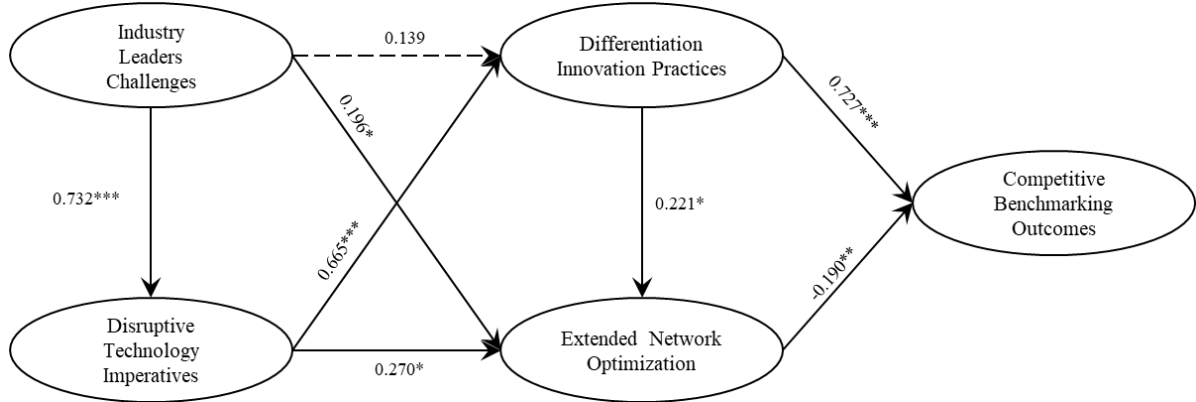 Industry
Leaders
Challenges
0.139
Differentiation
Innovation Practices
0.196*
0.727***
0.732***
0.665***
0.221*
Competitive
Benchmarking
Outcomes
-0.190**
Disruptive
Technology
Imperatives
0.270*
Extended Network
Optimization